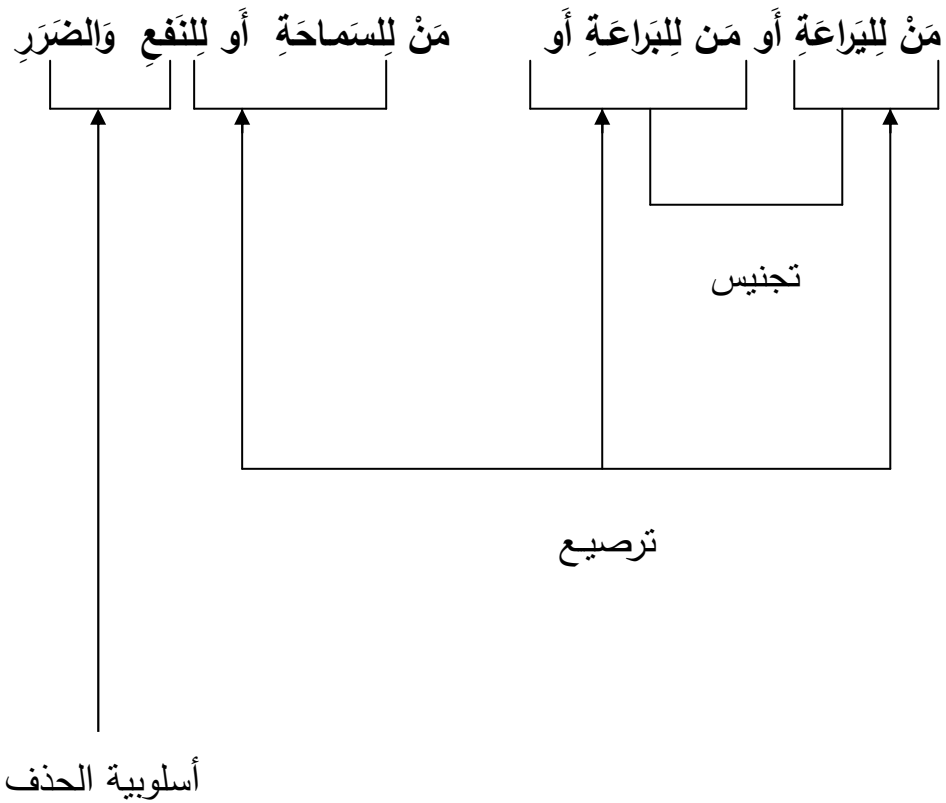 مَنْ لِليَراعَةِ أَو مَن لِلبَراعَةِ أَو مَنْ لِلسَماحَةِ أَو لِلنَفعِ وَالضَرَرِ
تجنيس
ترصيع
أسلوبية الحذف